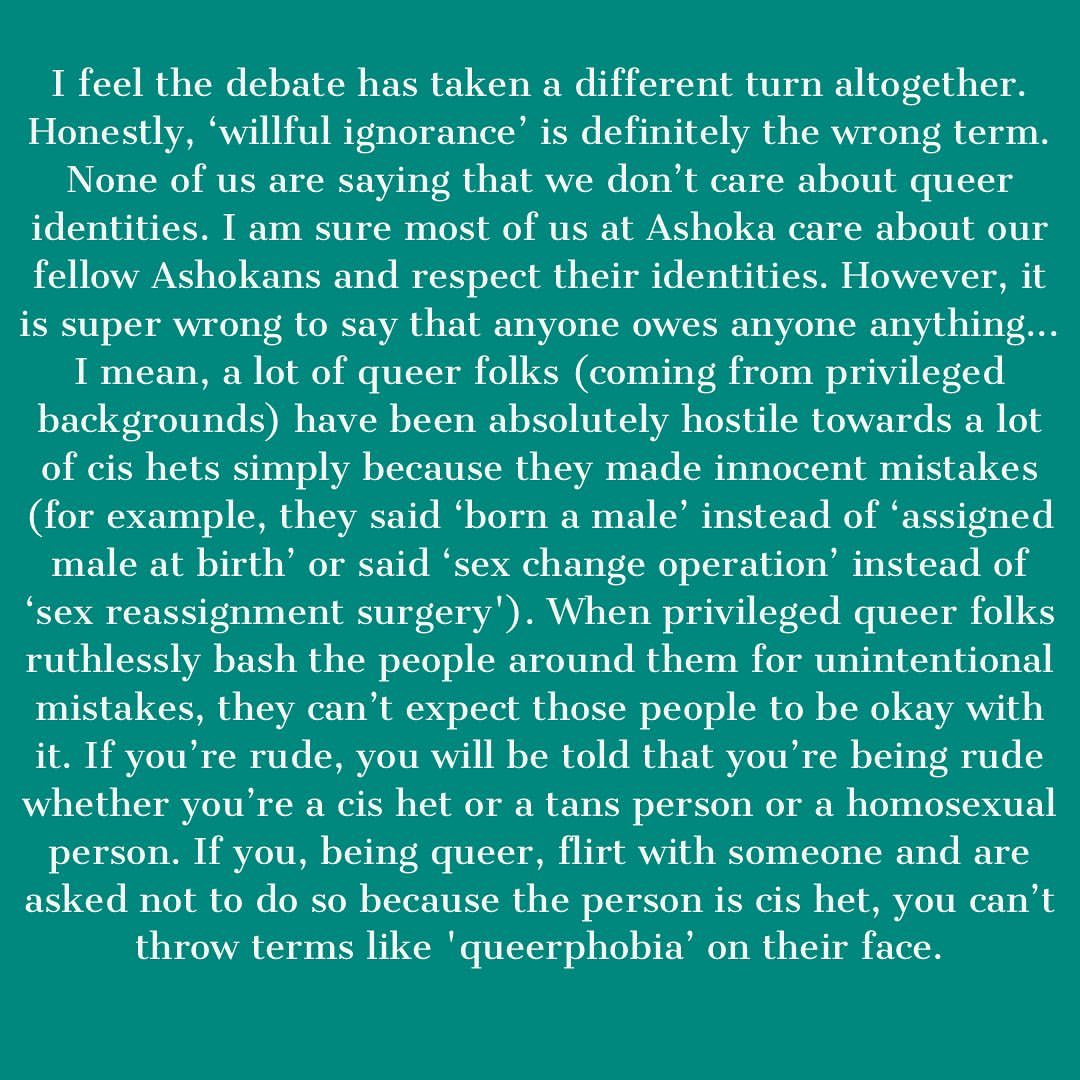 I feel the debate has taken a different turn altogether.
Honestly, ‘willful ignorance’ is definitely the wrong term.
None of us are saying that we don’t care about queer
identities. I am sure most of us at Ashoka care about our
fellow Ashokans and respect their identities. However, it
is super wrong to say that anyone owes anyone anything...
I mean, a lot of queer folks (coming from privileged
backgrounds) have been absolutely hostile towards a lot
of cis hets simply because they made innocent mistakes
(for example, they said ‘born a male’ instead of ‘assigned
male at birth’ or said ‘sex change operation’ instead of
‘sex reassignment surgery'). When privileged queer folks
ruthlessly bash the people around them for unintentional
mistakes, they can’t expect those people to be okay with
it. If you’re rude, you will be told that you’re being rude
whether you’re a cis het or a tans person or a homosexual
person. If you, being queer, flirt with someone and are
asked not to do so because the person is cis het, you can’t
throw terms like 'queerphobia’ on their face.